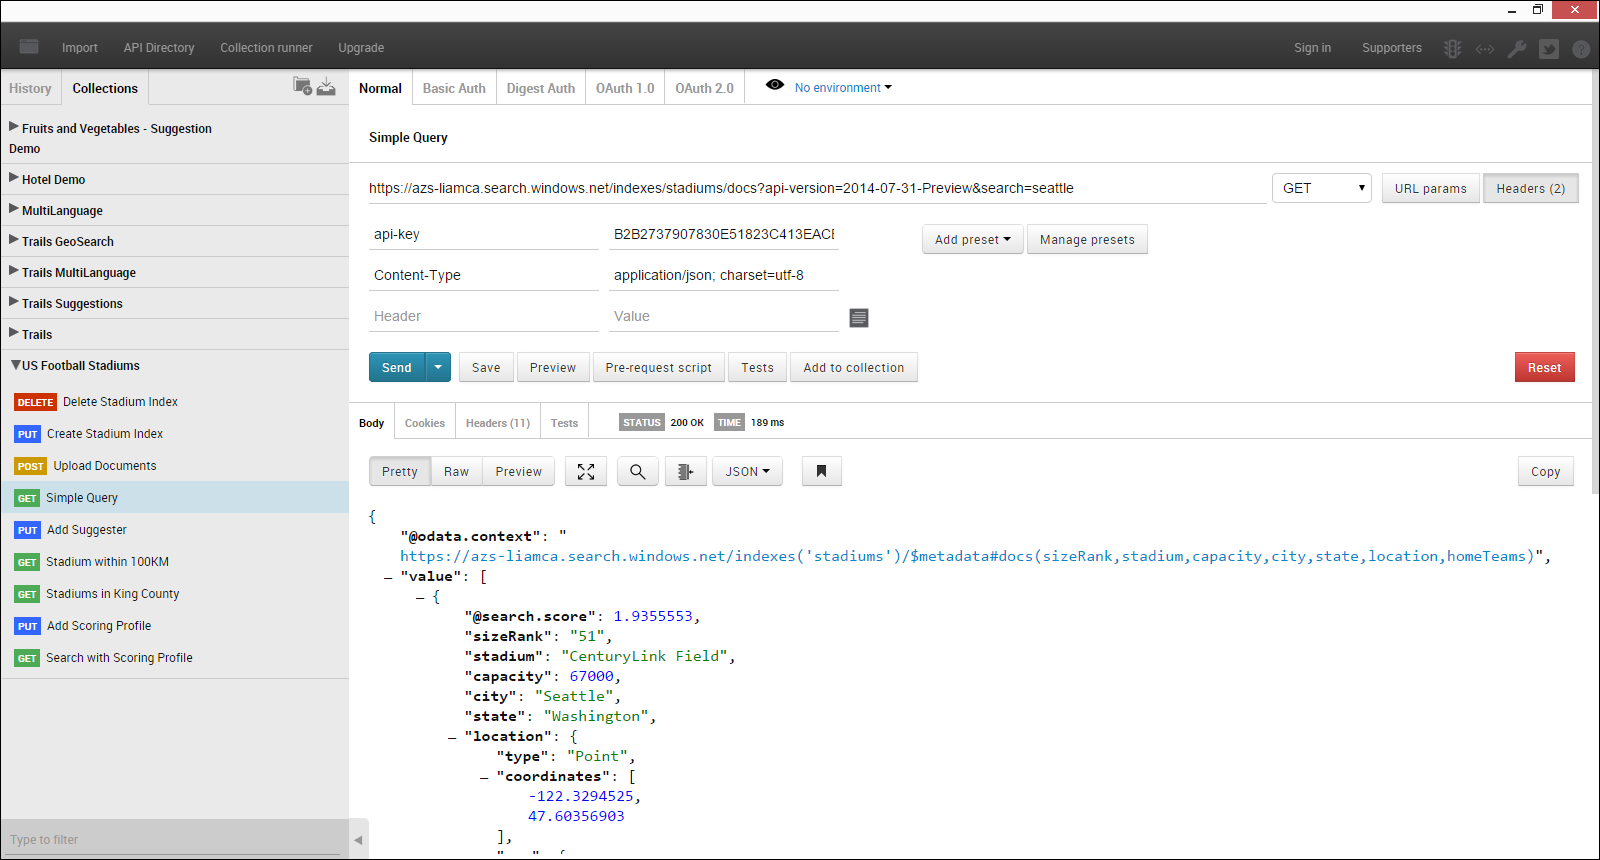 Import API Directory Collection runner Upgrade Sign in Supporters
History Collections
Fruits and Vegetables - Suggestion
Demo
Hotel Demo
MultiLanguage
Trails GeoSearch
Trails MultiLanguage
Trails Suggestions
Trails
US Football Stadiums
DELETE Delete Stadium Index
PUT Create Stadium Index
POST Upload Documents
GET Simple Query
PUT Add Suggester
GET Stadium within 100KM
GET Stadiums in King County
PUT Add Scoring Profile
GET Search with Scoring Profile
Type to filter
Normal Basic Auth Digest Auth OAuth 1.0 OAuth 2.0 No environment
Simple Query
https://azs-liamca.search.windows.net/indexes/stadiums/docs?api-version=2014-07-31-Preview&search=seattle GET URL params Headers (2)
api-key B2B2737907830E51823C413EACE Add preset Manage presets
Content-Type application/json; charset=utf-8
Header Value
Send Save Preview Pre-request script Tests Add to collection Reset
Body Cookies Headers (11) Tests STATUS 200 OK TIME 189 ms
Pretty Raw Preview JSON Copy
{
"@odata.context": "
https://azs-liamca.search.windows.net/indexes('stadiums')/$metadata#docs(sizeRank,stadium,capacity,city,state,location,homeTeams)",
"value": [
{
"@search.score": 1.9355553,
"sizeRank": "51",
"stadium": "CenturyLink Field",
"capacity": 67000,
"city": "Seattle",
"state": "Washington",
"location": {
"type": "Point",
"coordinates": [
-122.3294525,
47.60356903
],